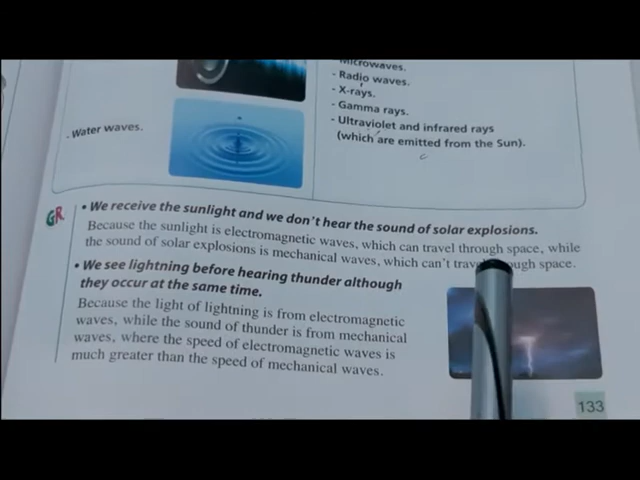 Microwaves.
- Radio waves.
- X-rays.
- Gamma rays.
- Ultraviolet and infrared rays
(which are emitted from the Sun).
- Water waves.
GR
• We receive the sunlight and we don't hear the sound of solar explosions.
Because the sunlight is electromagnetic waves, which can travel through space, while
the sound of solar explosions is mechanical waves, which can't through space.
• We see lightning before hearing thunder although
they occur at the same time.
Because the light of lightning is from electromagnetic
waves, while the sound of thunder is from mechanical
waves, where the speed of electromagnetic waves is
much greater than the speed of mechanical waves.
133